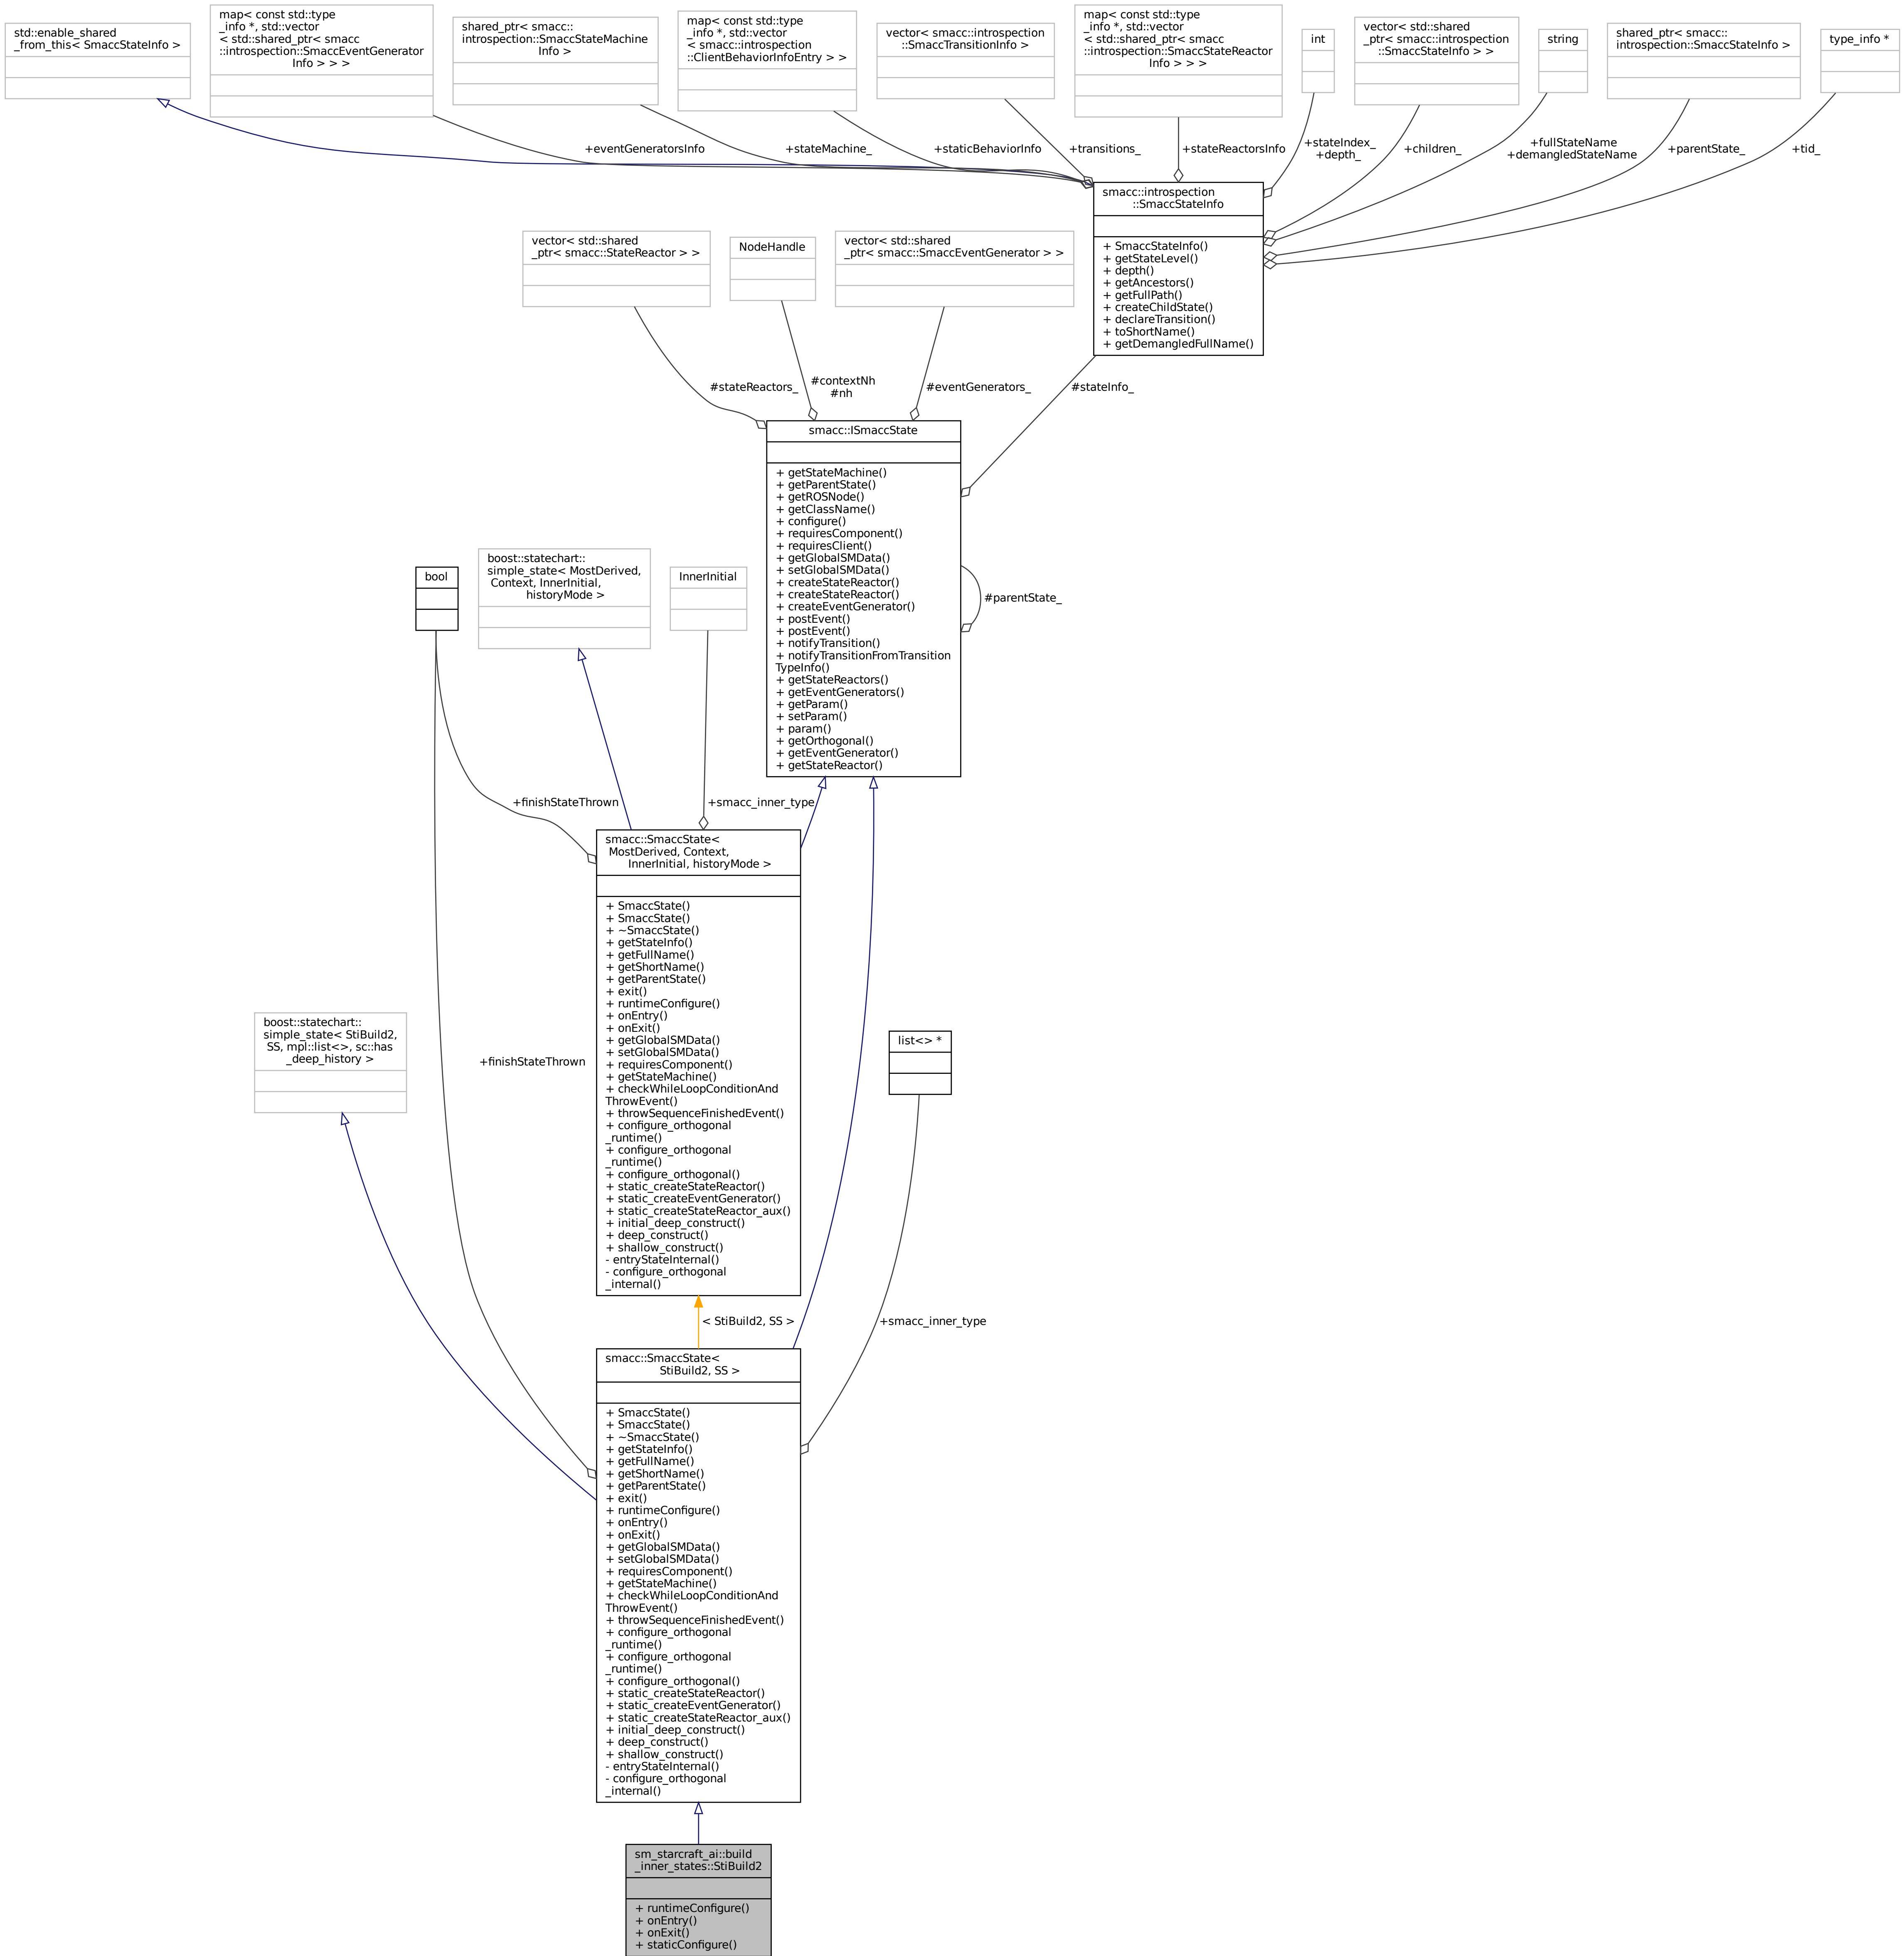 std::enable_shared
_from_this< SmaccStateInfo >
map< const std::type
_info *, std::vector
< std::shared_ptr< smacc
::introspection::SmaccEventGenerator
Info > > >
shared_ptr< smacc::
introspection::SmaccStateMachine
Info >
map< const std::type
_info *, std::vector
< smacc::introspection
::ClientBehaviorInfoEntry > >
vector< smacc::introspection
::SmaccTransitionInfo >
map< const std::type
_info *, std::vector
< std::shared_ptr< smacc
::introspection::SmaccStateReactor
Info > > >
int
vector< std::shared
_ptr< smacc::introspection
::SmaccStateInfo > >
string
shared_ptr< smacc::
introspection::SmaccStateInfo >
type_info *
+eventGeneratorsInfo
+stateMachine_
+staticBehaviorInfo
+transitions_
+stateReactorsInfo
+stateIndex_
+depth_
+children_
+fullStateName
+demangledStateName
+parentState_
+tid_
smacc::introspection
::SmaccStateInfo
+ SmaccStateInfo()
+ getStateLevel()
+ depth()
+ getAncestors()
+ getFullPath()
+ createChildState()
+ declareTransition()
+ toShortName()
+ getDemangledFullName()
vector< std::shared
_ptr< smacc::StateReactor > >
NodeHandle
vector< std::shared
_ptr< smacc::SmaccEventGenerator > >
#stateReactors_
#contextNh
#nh
#eventGenerators_
#stateInfo_
smacc::ISmaccState
+ getStateMachine()
+ getParentState()
+ getROSNode()
+ getClassName()
+ configure()
+ requiresComponent()
+ requiresClient()
+ getGlobalSMData()
+ setGlobalSMData()
+ createStateReactor()
+ createStateReactor()
+ createEventGenerator()
+ postEvent()
+ postEvent()
+ notifyTransition()
+ notifyTransitionFromTransition
TypeInfo()
+ getStateReactors()
+ getEventGenerators()
+ getParam()
+ setParam()
+ param()
+ getOrthogonal()
+ getEventGenerator()
+ getStateReactor()
#parentState_
bool
boost::statechart::
simple_state< MostDerived,
Context, InnerInitial,
historyMode >
InnerInitial
+finishStateThrown
+smacc_inner_type
smacc::SmaccState<
MostDerived, Context,
InnerInitial, historyMode >
+ SmaccState()
+ SmaccState()
+ ~SmaccState()
+ getStateInfo()
+ getFullName()
+ getShortName()
+ getParentState()
+ exit()
+ runtimeConfigure()
+ onEntry()
+ onExit()
+ getGlobalSMData()
+ setGlobalSMData()
+ requiresComponent()
+ getStateMachine()
+ checkWhileLoopConditionAnd
ThrowEvent()
+ throwSequenceFinishedEvent()
+ configure_orthogonal
_runtime()
+ configure_orthogonal
_runtime()
+ configure_orthogonal()
+ static_createStateReactor()
+ static_createEventGenerator()
+ static_createStateReactor_aux()
+ initial_deep_construct()
+ deep_construct()
+ shallow_construct()
- entryStateInternal()
- configure_orthogonal
_internal()
boost::statechart::
simple_state< StiBuild2,
SS, mpl::list<>, sc::has
_deep_history >
+finishStateThrown
list<> *
< StiBuild2, SS >
+smacc_inner_type
smacc::SmaccState<
StiBuild2, SS >
+ SmaccState()
+ SmaccState()
+ ~SmaccState()
+ getStateInfo()
+ getFullName()
+ getShortName()
+ getParentState()
+ exit()
+ runtimeConfigure()
+ onEntry()
+ onExit()
+ getGlobalSMData()
+ setGlobalSMData()
+ requiresComponent()
+ getStateMachine()
+ checkWhileLoopConditionAnd
ThrowEvent()
+ throwSequenceFinishedEvent()
+ configure_orthogonal
_runtime()
+ configure_orthogonal
_runtime()
+ configure_orthogonal()
+ static_createStateReactor()
+ static_createEventGenerator()
+ static_createStateReactor_aux()
+ initial_deep_construct()
+ deep_construct()
+ shallow_construct()
- entryStateInternal()
- configure_orthogonal
_internal()
sm_starcraft_ai::build
_inner_states::StiBuild2
+ runtimeConfigure()
+ onEntry()
+ onExit()
+ staticConfigure()